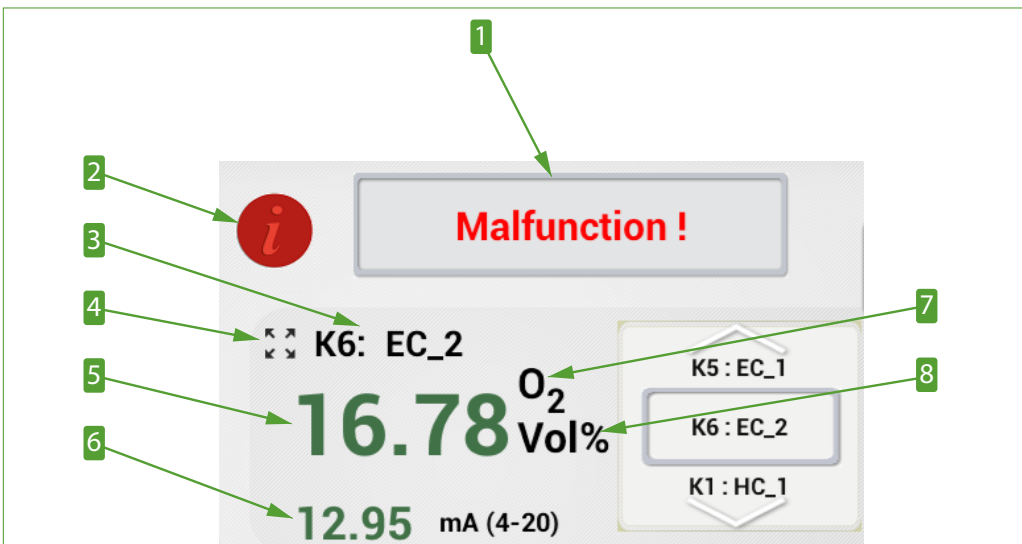 1
2
i
Malfunction !
3
4
K6: EC_2
7
K5 : EC_1
5
16.78
O2
Vol%
8
K6 : EC_2
6
12.95 mA (4-20)
K1 : HC_1